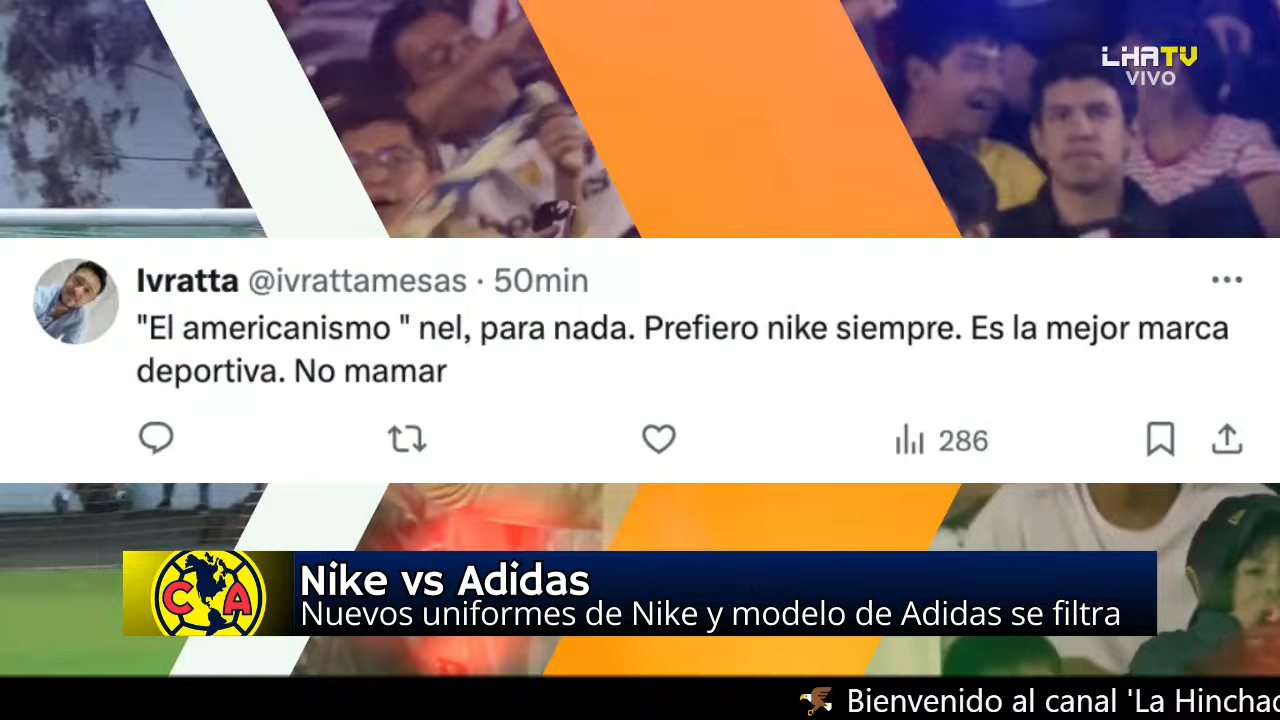 LHATV
VIVO
Ivratta @ivrattamesas · 50min
"El americanismo " nel, para nada. Prefiero nike siempre. Es la mejor marca
deportiva. No mamar
286
CA
Nike vs Adidas
Nuevos uniformes de Nike y modelo de Adidas se filtra
Bienvenido al canal 'La Hinchad